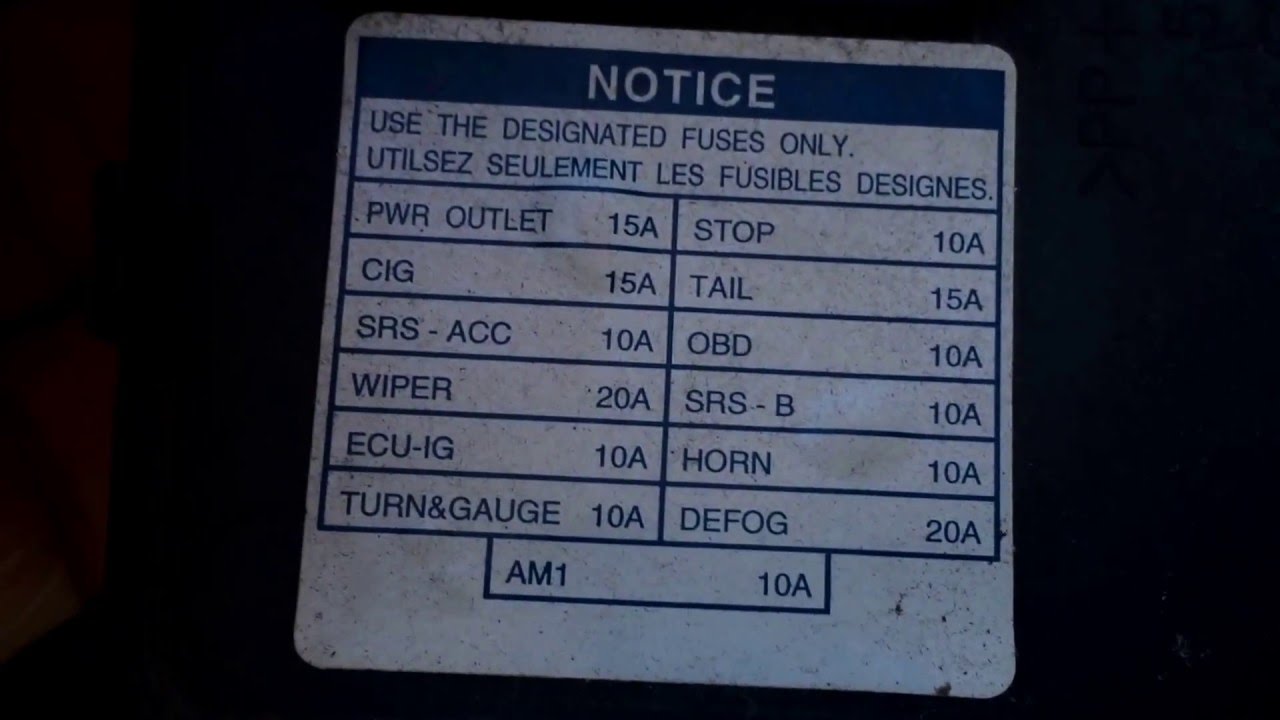 NOTICE
USE THE DESIGNATED FUSES ONLY.
UTILSEZ SEULEMENT LES FUSIBLES DESIGNES.
PWR OUTLET 15A STOP 10A
CIG 15A TAIL 15A
SRS - ACC 10A OBD 10A
WIPER 20A SRS - B 10A
ECU-IG 10A HORN 10A
TURN&GAUGE 10A DEFOG 20A
AM1 10A